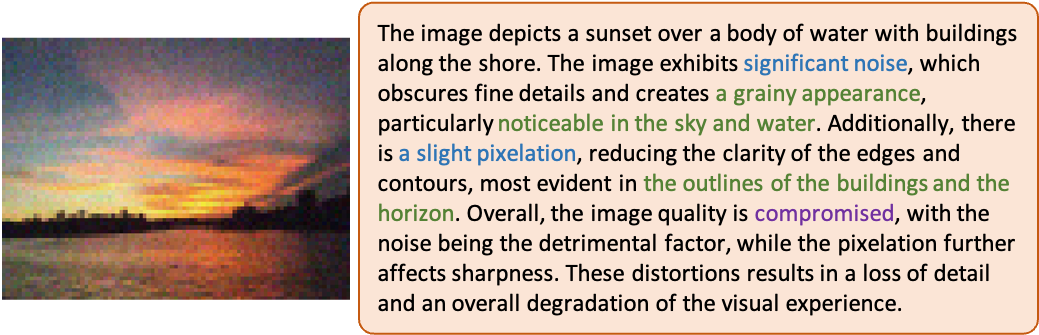 The image depicts a sunset over a body of water with buildings
along the shore. The image exhibits significant noise, which
obscures fine details and creates a grainy appearance,
particularly noticeable in the sky and water. Additionally, there
is a slight pixelation, reducing the clarity of the edges and
contours, most evident in the outlines of the buildings and the
horizon. Overall, the image quality is compromised, with the
noise being the detrimental factor, while the pixelation further
affects sharpness. These distortions results in a loss of detail
and an overall degradation of the visual experience.